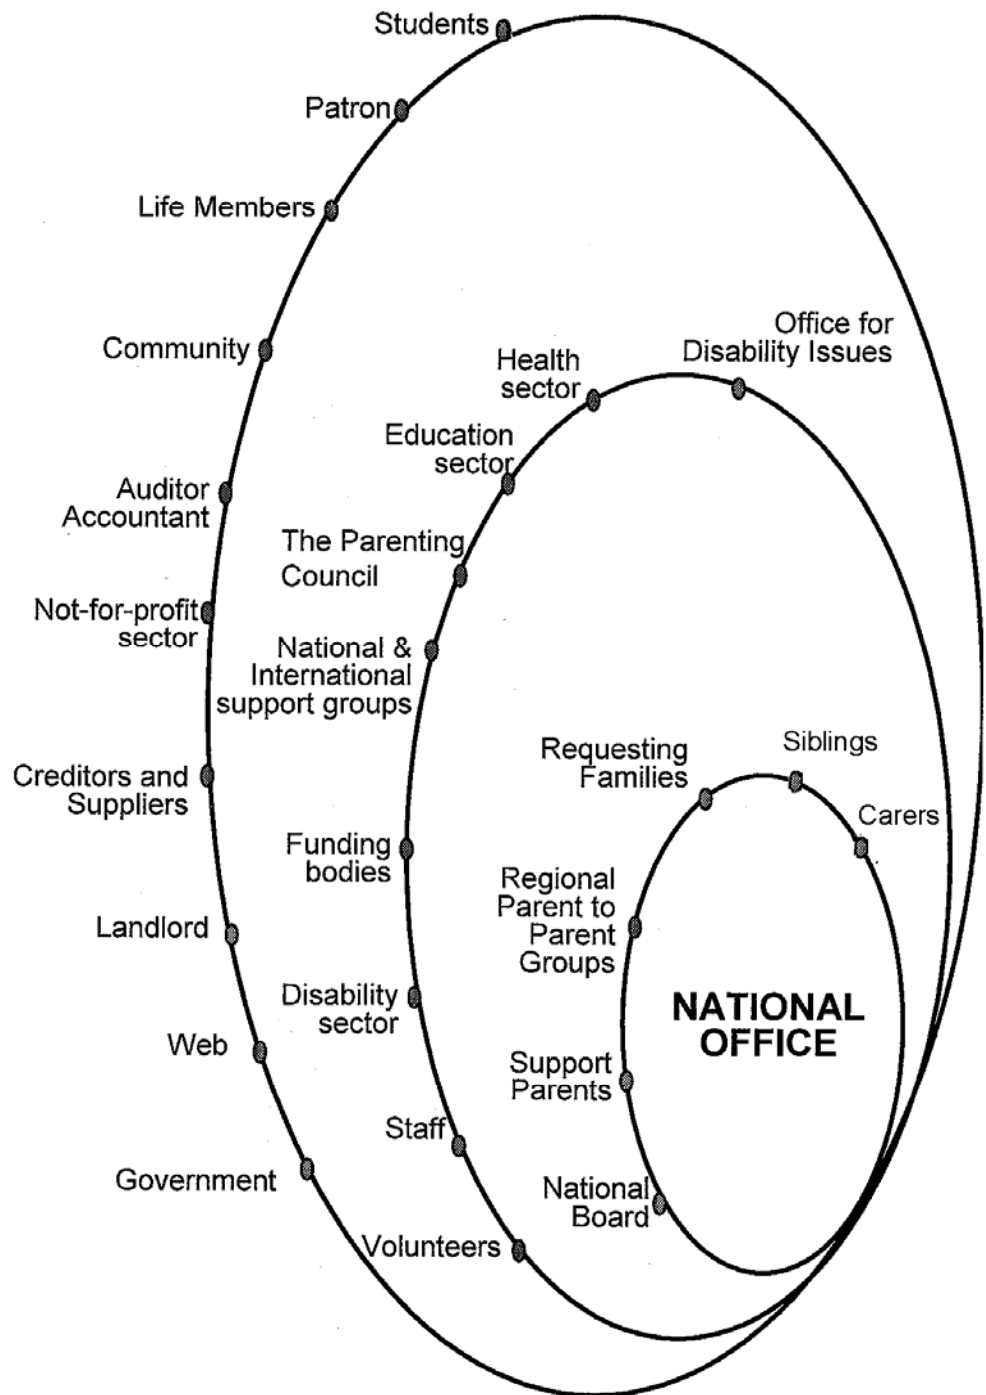 Students
Patron
Life Members
Community
Auditor
Accountant
Not-for-profit
sector
Creditors and
Suppliers
Landlord
Web
Government
Office for
Disability Issues
Health
sector
Education
sector
The Parenting
Council
National &
International
support groups
Funding
bodies
Disability
sector
Staff
Volunteers
Siblings
Requesting
Families
Carers
Regional
Parent to
Parent
Groups
Support
Parents
National
Board
NATIONAL
OFFICE